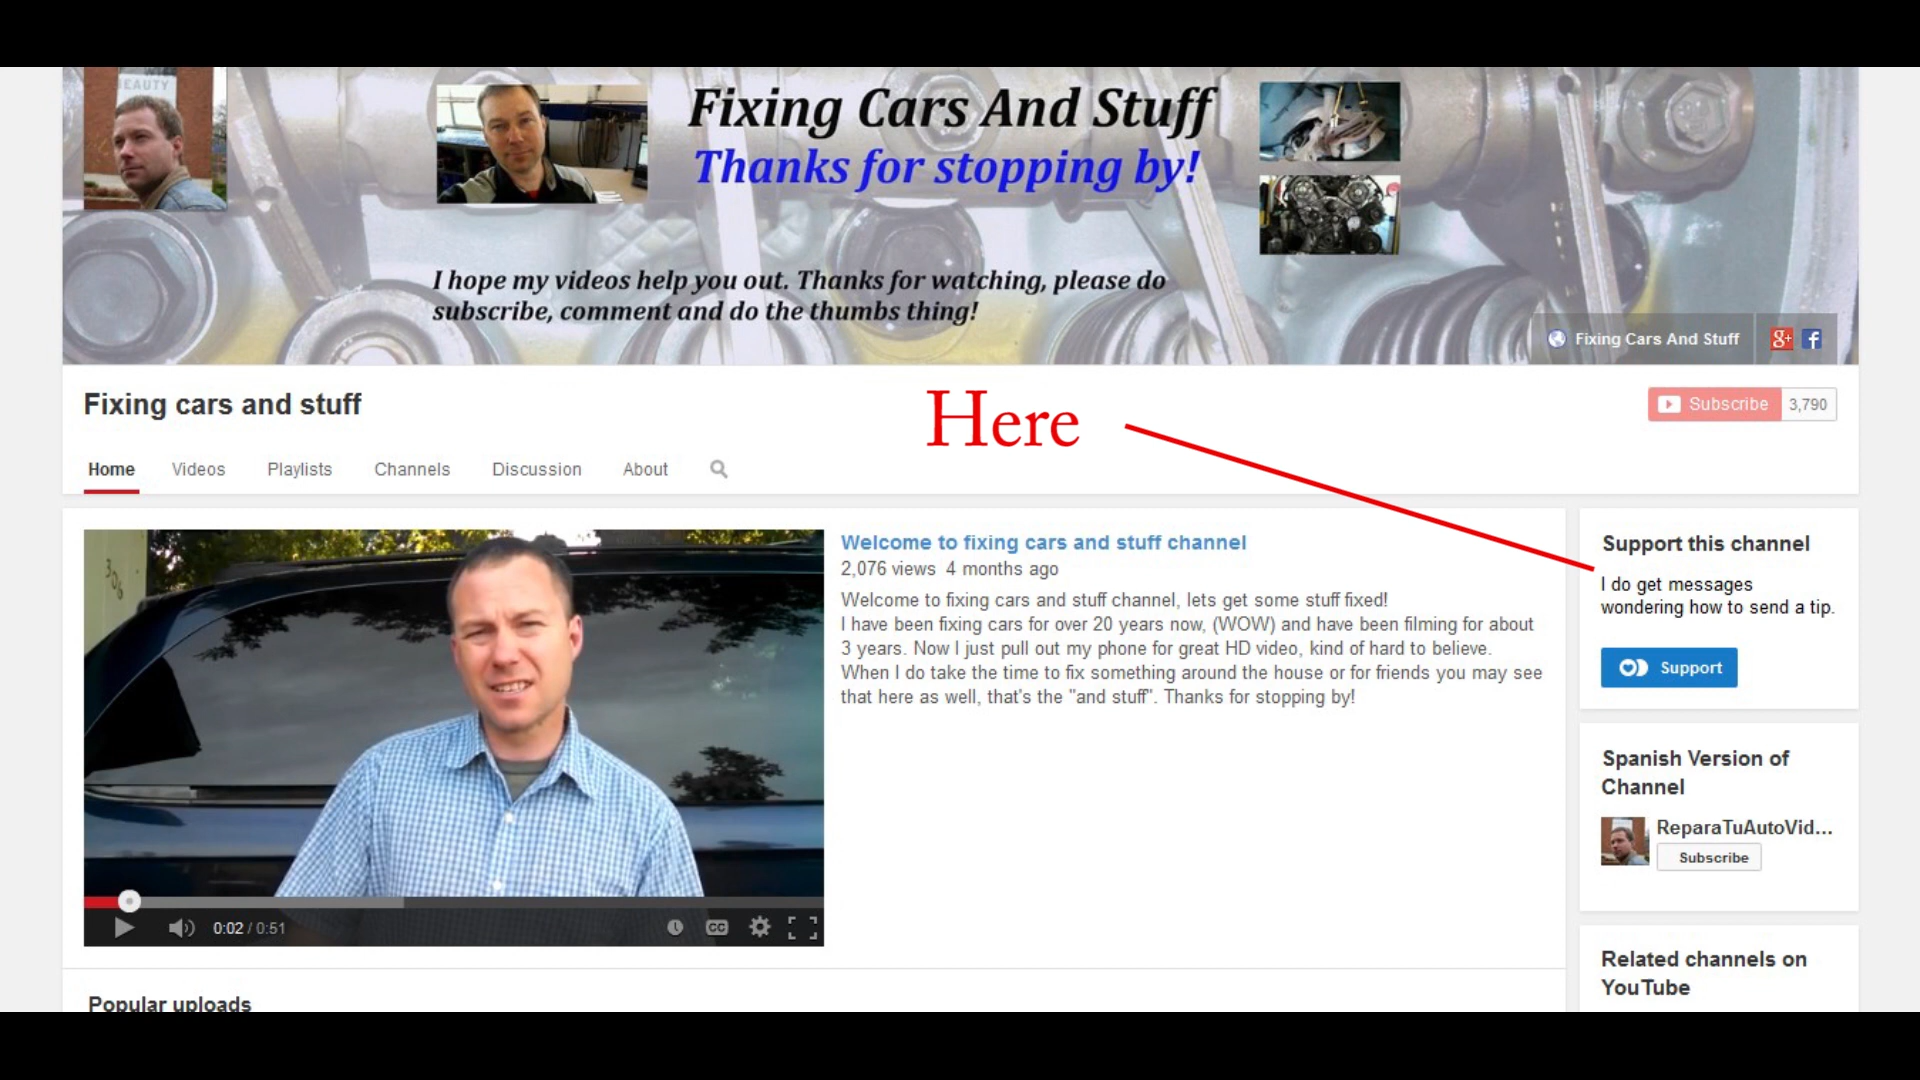 BEAUTY
Fixing Cars And Stuff
Thanks for stopping by!
I hope my videos help you out. Thanks for watching, please do
subscribe, comment and do the thumbs thing!
Fixing Cars And Stuff
g+ f
Fixing cars and stuff
Here
Subscribe 3,790
Home Videos Playlists Channels Discussion About
306
Welcome to fixing cars and stuff channel
2,076 views 4 months ago
Welcome to fixing cars and stuff channel, lets get some stuff fixed!
I have been fixing cars for over 20 years now, (WOW) and have been filming for about
3 years. Now I just pull out my phone for great HD video, kind of hard to believe.
When I do take the time to fix something around the house or for friends you may see
that here as well, that's the "and stuff". Thanks for stopping by!
0:02 / 0:51
CC
Support this channel
I do get messages
wondering how to send a tip.
Support
Spanish Version of
Channel
ReparaTuAutoVid...
Subscribe
Related channels on
YouTube
Popular uploads